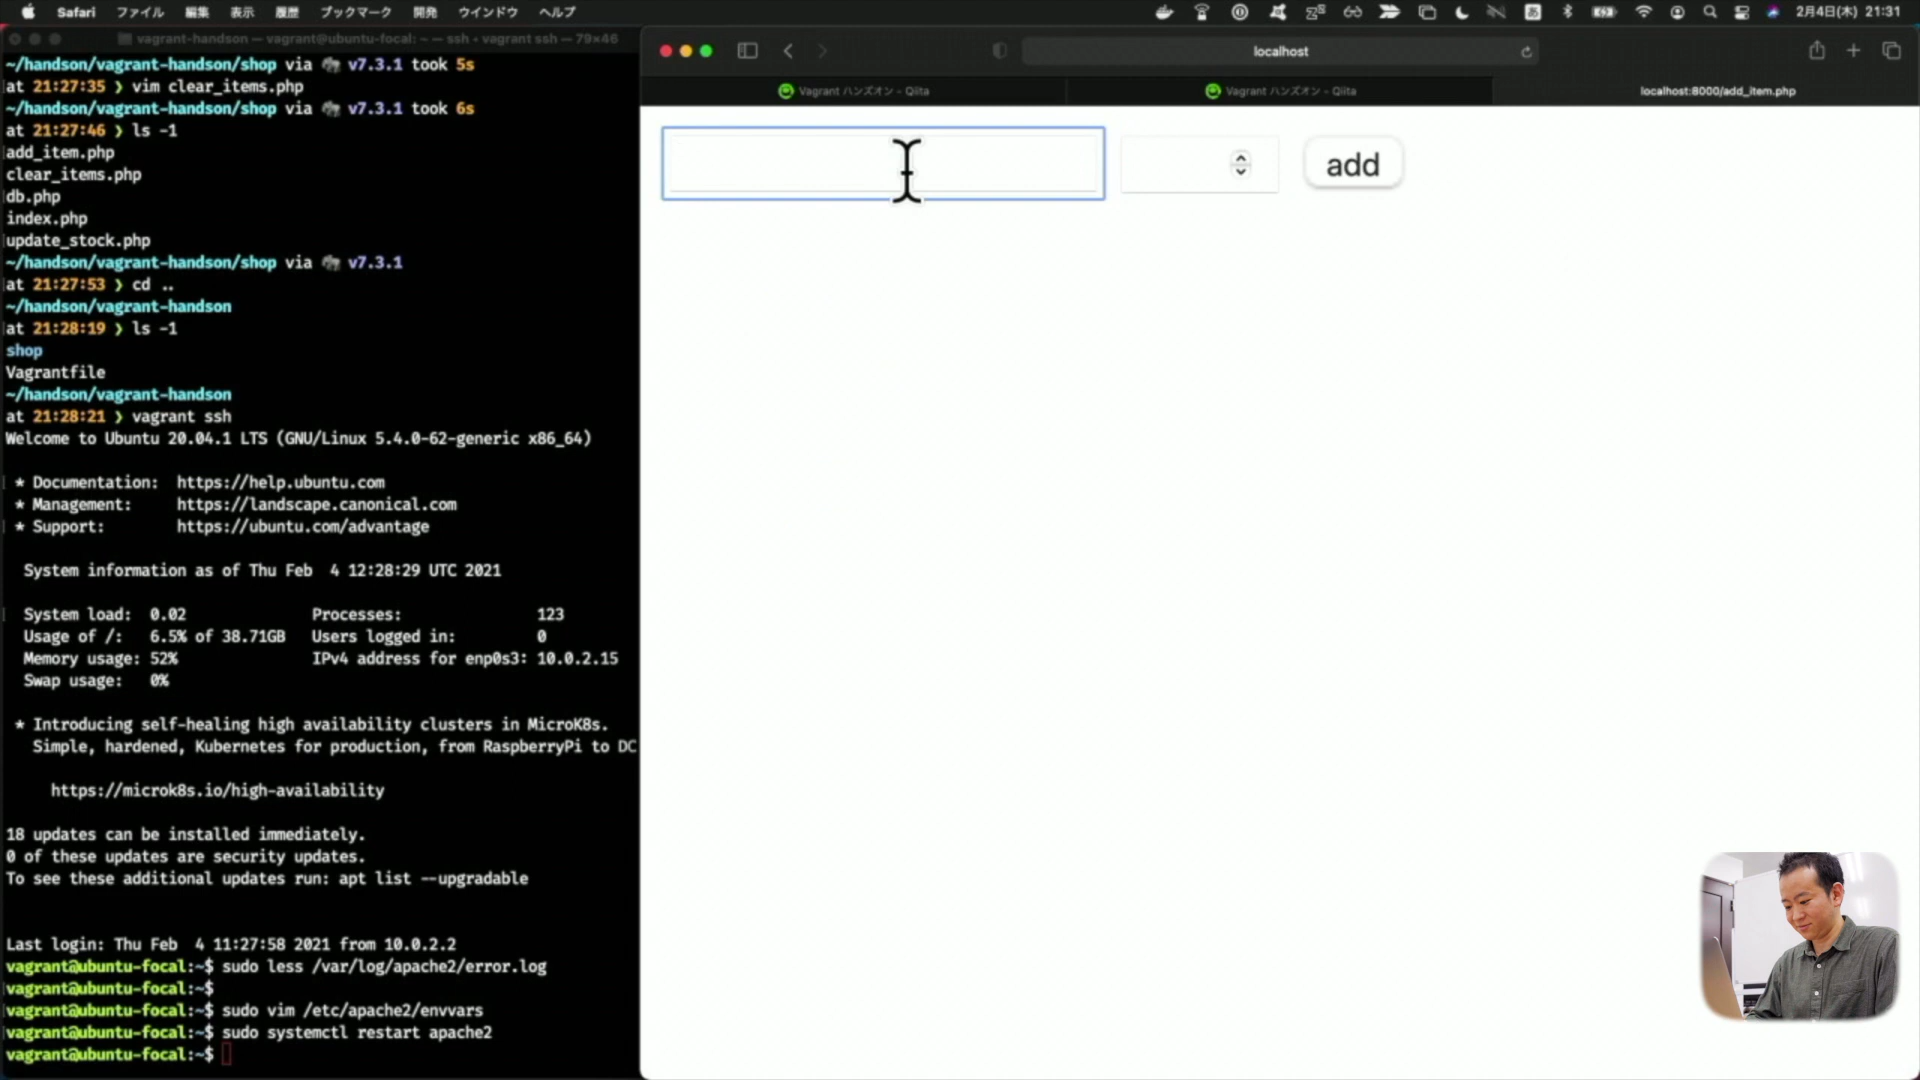 Safari ファイル 編集 表示 履歴 ブックマーク 開発 ウインドウ ヘルプ 2月4日(木) 21:31
vagrant-handson — vagrant@ubuntu-focal: ~ — ssh - vagrant ssh — 79×46
~/handson/vagrant-handson/shop via v7.3.1 took 5s
at 21:27:35 ❯ vim clear_items.php
~/handson/vagrant-handson/shop via v7.3.1 took 6s
at 21:27:46 ❯ ls -1
add_item.php
clear_items.php
db.php
index.php
update_stock.php
~/handson/vagrant-handson/shop via v7.3.1
at 21:27:53 ❯ cd ..
~/handson/vagrant-handson
at 21:28:19 ❯ ls -1
shop
Vagrantfile
~/handson/vagrant-handson
at 21:28:21 ❯ vagrant ssh
Welcome to Ubuntu 20.04.1 LTS (GNU/Linux 5.4.0-62-generic x86_64)
* Documentation: https://help.ubuntu.com
* Management: https://landscape.canonical.com
* Support: https://ubuntu.com/advantage
System information as of Thu Feb 4 12:28:29 UTC 2021
System load: 0.02 Processes: 123
Usage of /: 6.5% of 38.71GB Users logged in: 0
Memory usage: 52% IPv4 address for enp0s3: 10.0.2.15
Swap usage: 0%
* Introducing self-healing high availability clusters in MicroK8s.
Simple, hardened, Kubernetes for production, from RaspberryPi to DC
https://microk8s.io/high-availability
18 updates can be installed immediately.
0 of these updates are security updates.
To see these additional updates run: apt list --upgradable
Last login: Thu Feb 4 11:27:58 2021 from 10.0.2.2
vagrant@ubuntu-focal:~$ sudo less /var/log/apache2/error.log
vagrant@ubuntu-focal:~$
vagrant@ubuntu-focal:~$ sudo vim /etc/apache2/envvars
vagrant@ubuntu-focal:~$ sudo systemctl restart apache2
vagrant@ubuntu-focal:~$
localhost
Vagrant ハンズオン - Qiita
Vagrant ハンズオン - Qiita
localhost:8000/add_item.php
add